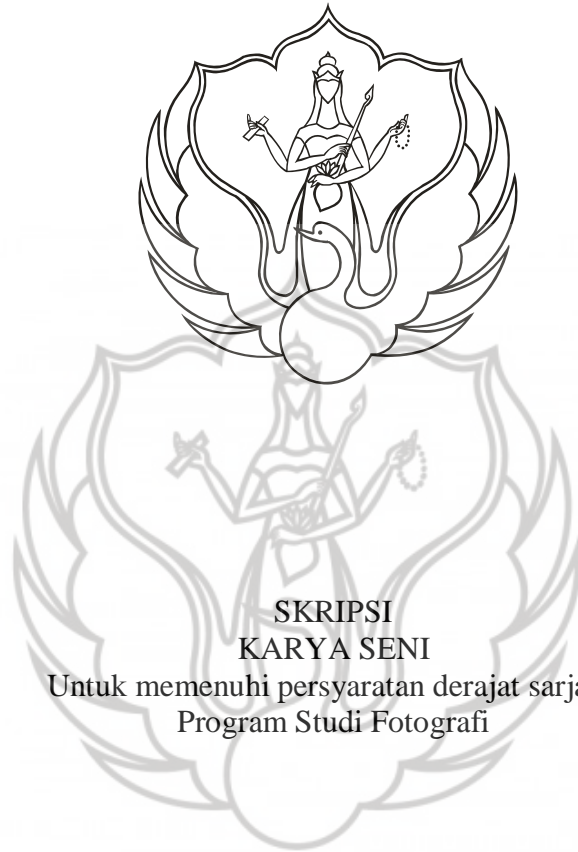 SKRIPSI
KARYA SENI
Untuk memenuhi persyaratan derajat sarja
Program Studi Fotografi